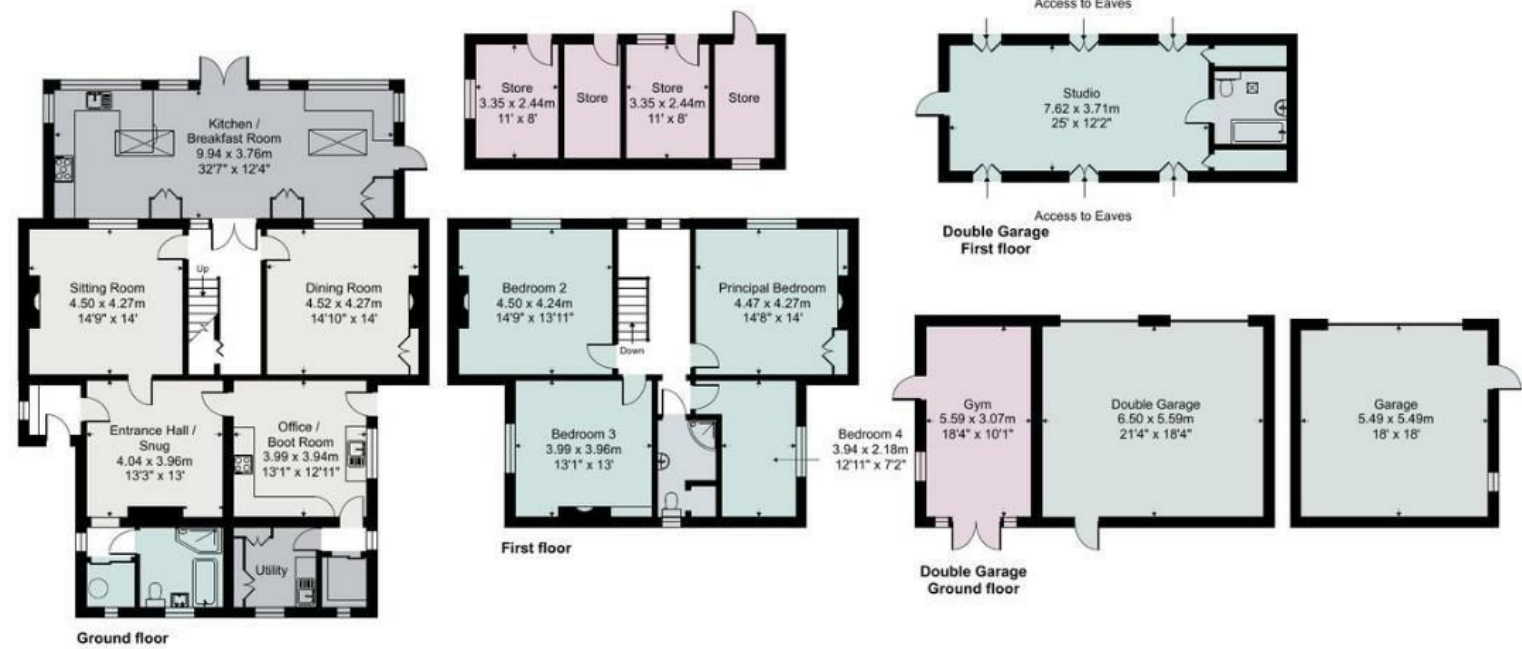 Access to Eaves
Kitchen /
Breakfast Room
9.94 x 3.76m
32'7" x 12'4"
Store
3.35 x 2.44m
11' x 8'
Store
Store
3.35 x 2.44m
11' x 8'
Store
Studio
7.62 x 3.71m
25' x 12'2"
Access to Eaves
Double Garage
First floor
Sitting Room
4.50 x 4.27m
14'9" x 14'
Up
Dining Room
4.52 x 4.27m
14'10" x 14'
Entrance Hall /
Snug
4.04 x 3.96m
13'3" x 13'
Office /
Boot Room
3.99 x 3.94m
13'1" x 12'11"
Utility
Ground floor
Bedroom 2
4.50 x 4.24m
14'9" x 13'11"
Down
Principal Bedroom
4.47 x 4.27m
14'8" x 14'
Bedroom 3
3.99 x 3.96m
13'1" x 13'
Bedroom 4
3.94 x 2.18m
12'11" x 7'2"
First floor
Gym
5.59 x 3.07m
18'4" x 10'1"
Double Garage
6.50 x 5.59m
21'4" x 18'4"
Garage
5.49 x 5.49m
18' x 18'
Double Garage
Ground floor